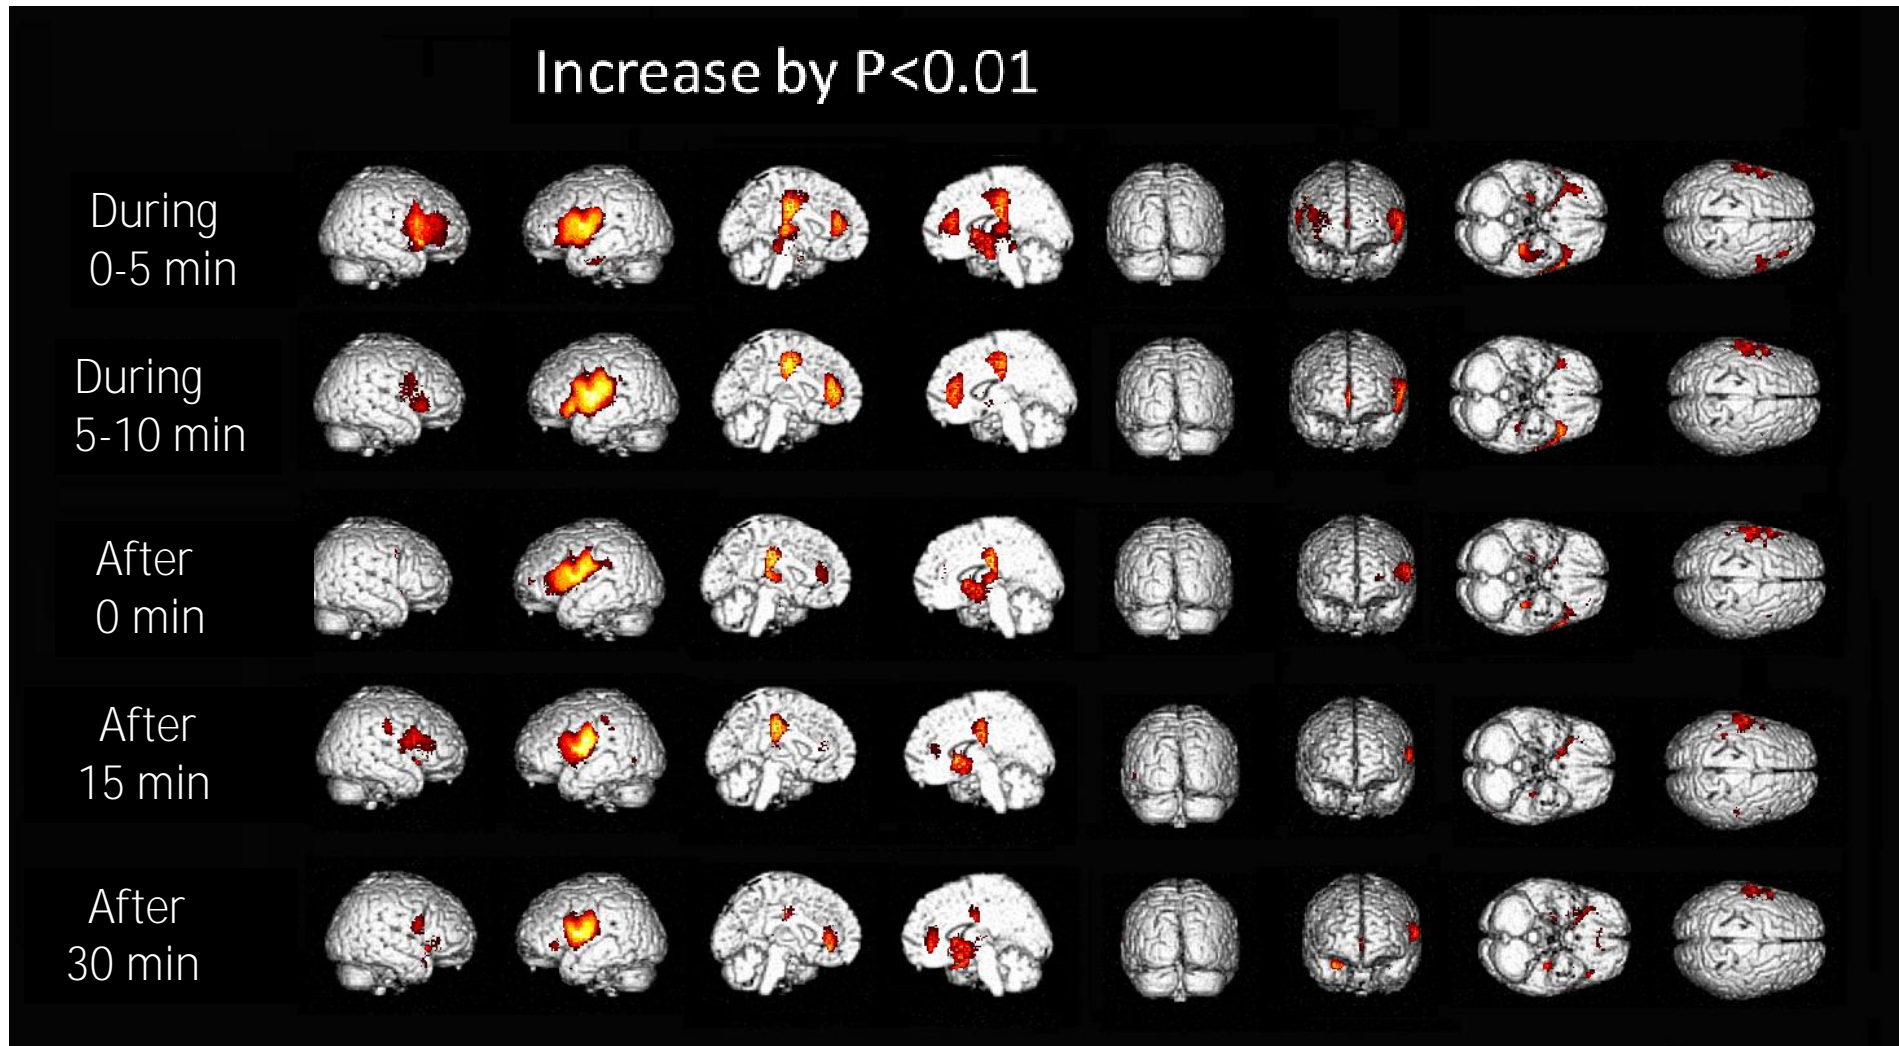 Increase by P<0.01
During
0-5 min
During
5-10 min
After
0 min
After
15 min
After
30 min